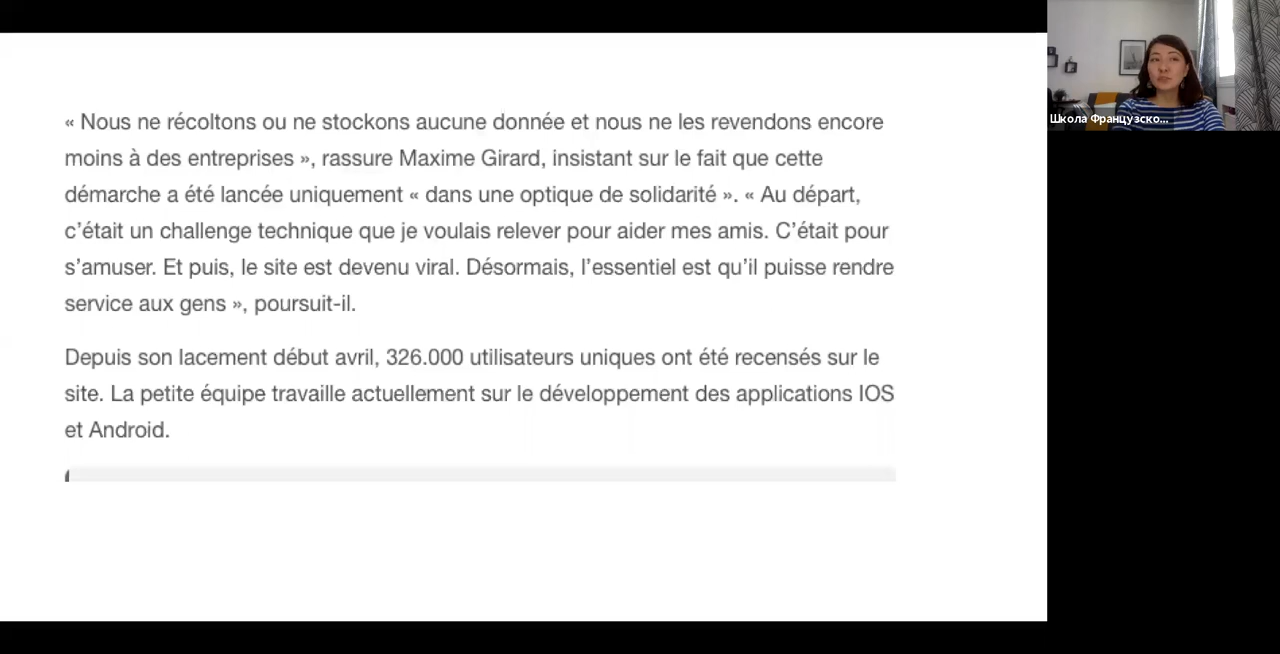 « Nous ne récoltons ou ne stockons aucune donnée et nous ne les revendons encore
moins à des entreprises », rassure Maxime Girard, insistant sur le fait que cette
démarche a été lancée uniquement « dans une optique de solidarité ». « Au départ,
c’était un challenge technique que je voulais relever pour aider mes amis. C’était pour
s’amuser. Et puis, le site est devenu viral. Désormais, l’essentiel est qu’il puisse rendre
service aux gens », poursuit-il.
Depuis son lacement début avril, 326.000 utilisateurs uniques ont été recensés sur le
site. La petite équipe travaille actuellement sur le développement des applications IOS
et Android.
Школа Французско...